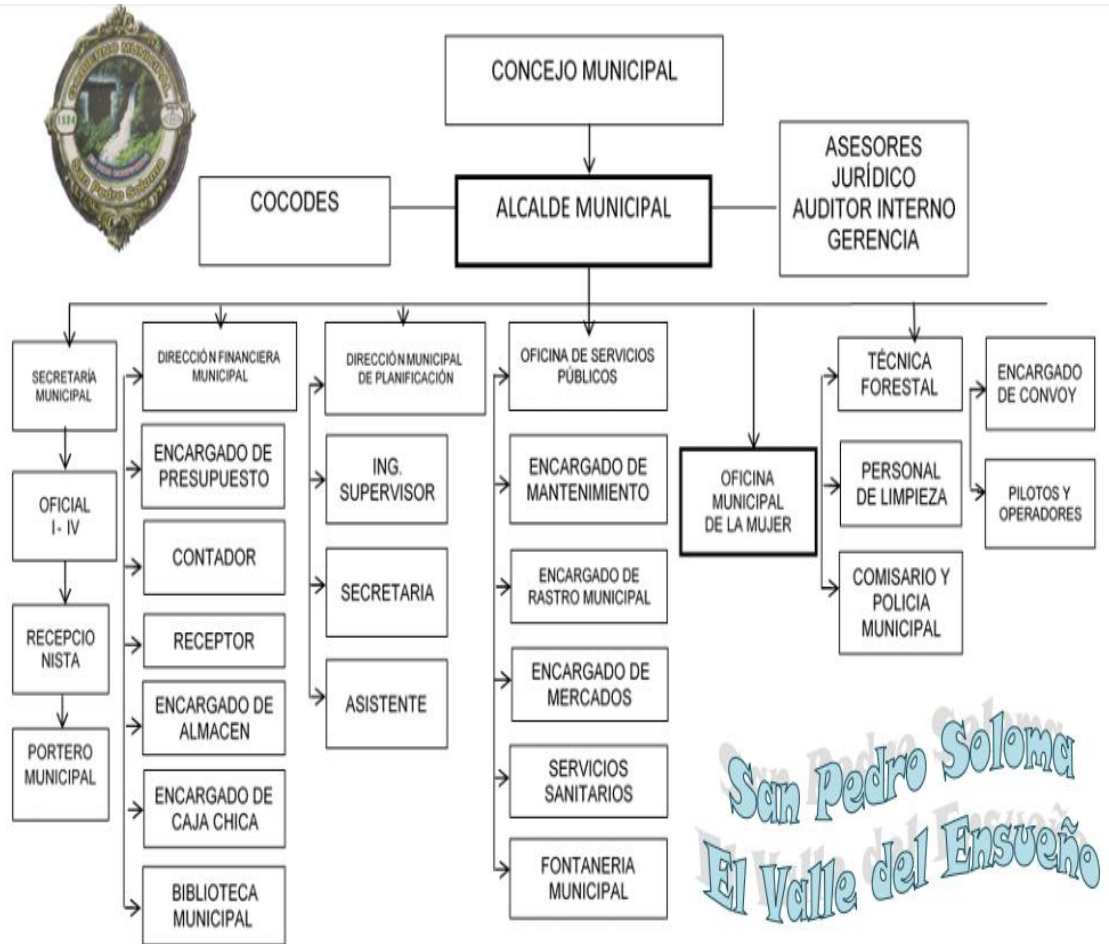 GOBIERNO MUNICIPAL
1524
San Pedro Soloma
CONCEJO MUNICIPAL
COCODES
ALCALDE MUNICIPAL
ASESORES
JURÍDICO
AUDITOR INTERNO
GERENCIA
SECRETARÍA
MUNICIPAL
OFICIAL
I - IV
RECEPCIO
NISTA
PORTERO
MUNICIPAL
DIRECCIÓN FINANCIERA
MUNICIPAL
ENCARGADO DE
PRESUPUESTO
CONTADOR
RECEPTOR
ENCARGADO DE
ALMACEN
ENCARGADO DE
CAJA CHICA
BIBLIOTECA
MUNICIPAL
DIRECCIÓN MUNICIPAL
DE PLANIFICACIÓN
ING.
SUPERVISOR
SECRETARIA
ASISTENTE
OFICINA DE SERVICIOS
PÚBLICOS
ENCARGADO DE
MANTENIMIENTO
ENCARGADO DE
RASTRO MUNICIPAL
ENCARGADO DE
MERCADOS
SERVICIOS
SANITARIOS
FONTANERIA
MUNICIPAL
OFICINA
MUNICIPAL
DE LA MUJER
TÉCNICA
FORESTAL
PERSONAL
DE LIMPIEZA
COMISARIO Y
POLICIA
MUNICIPAL
ENCARGADO
DE CONVOY
PILOTOS Y
OPERADORES
San Pedro Soloma
El Valle del Ensueño